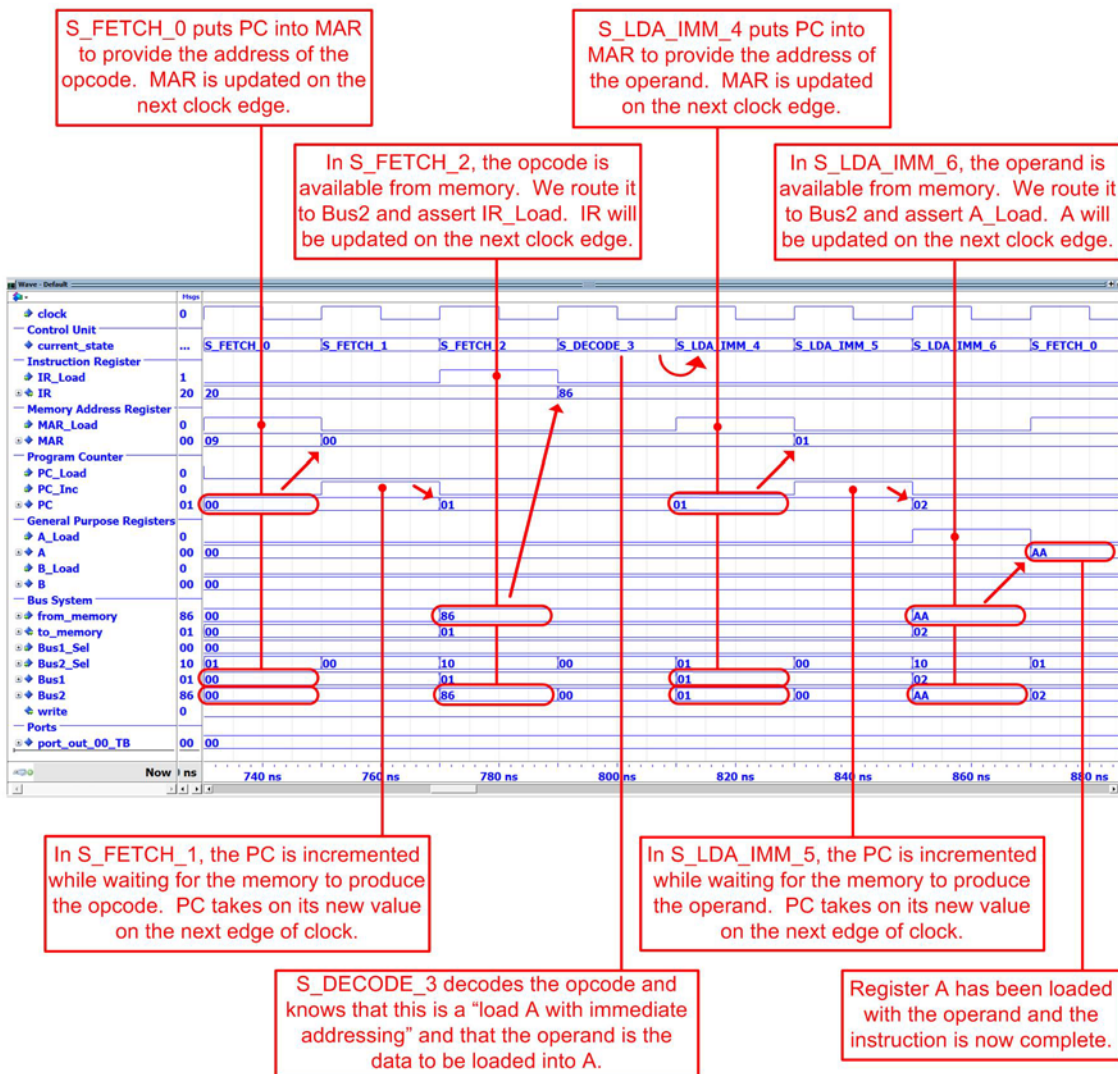 S_FETCH_0 puts PC into MAR
to provide the address of the
opcode. MAR is updated on the
next clock edge.
S_LDA_IMM_4 puts PC into
MAR to provide the address of
the operand. MAR is updated
on the next clock edge.
In S_FETCH_2, the opcode is
available from memory. We route it
to Bus2 and assert IR_Load. IR will
be updated on the next clock edge.
In S_LDA_IMM_6, the operand is
available from memory. We route it
to Bus2 and assert A_Load. A will
be updated on the next clock edge.
Wave - Default
Msgs
clock 0
Control Unit
current_state ... S_FETCH_0 S_FETCH_1 S_FETCH_2 S_DECODE_3 S_LDA_IMM_4 S_LDA_IMM_5 S_LDA_IMM_6 S_FETCH_0
Instruction Register
IR_Load 1
IR 20 20 86
Memory Address Register
MAR_Load 0
MAR 00 09 00 01
Program Counter
PC_Load 0
PC_Inc 0
PC 01 00 01 01 02
General Purpose Registers
A_Load 0
A 00 00 AA
B_Load 0
B 00 00
Bus System
from_memory 86 00 86 AA
to_memory 01 00 01 02
Bus1_Sel 00 00
Bus2_Sel 10 01 00 10 00 01 00 10 01
Bus1 01 00 01 01 02
Bus2 86 00 86 00 01 00 AA 02
write 0
Ports
port_out_00_TB 00 00
Now ns 740 ns 760 ns 780 ns 800 ns 820 ns 840 ns 860 ns 880 ns
In S_FETCH_1, the PC is incremented
while waiting for the memory to produce
the opcode. PC takes on its new value
on the next edge of clock.
In S_LDA_IMM_5, the PC is incremented
while waiting for the memory to produce
the operand. PC takes on its new value
on the next edge of clock.
S_DECODE_3 decodes the opcode and
knows that this is a “load A with immediate
addressing” and that the operand is the
data to be loaded into A.
Register A has been loaded
with the operand and the
instruction is now complete.